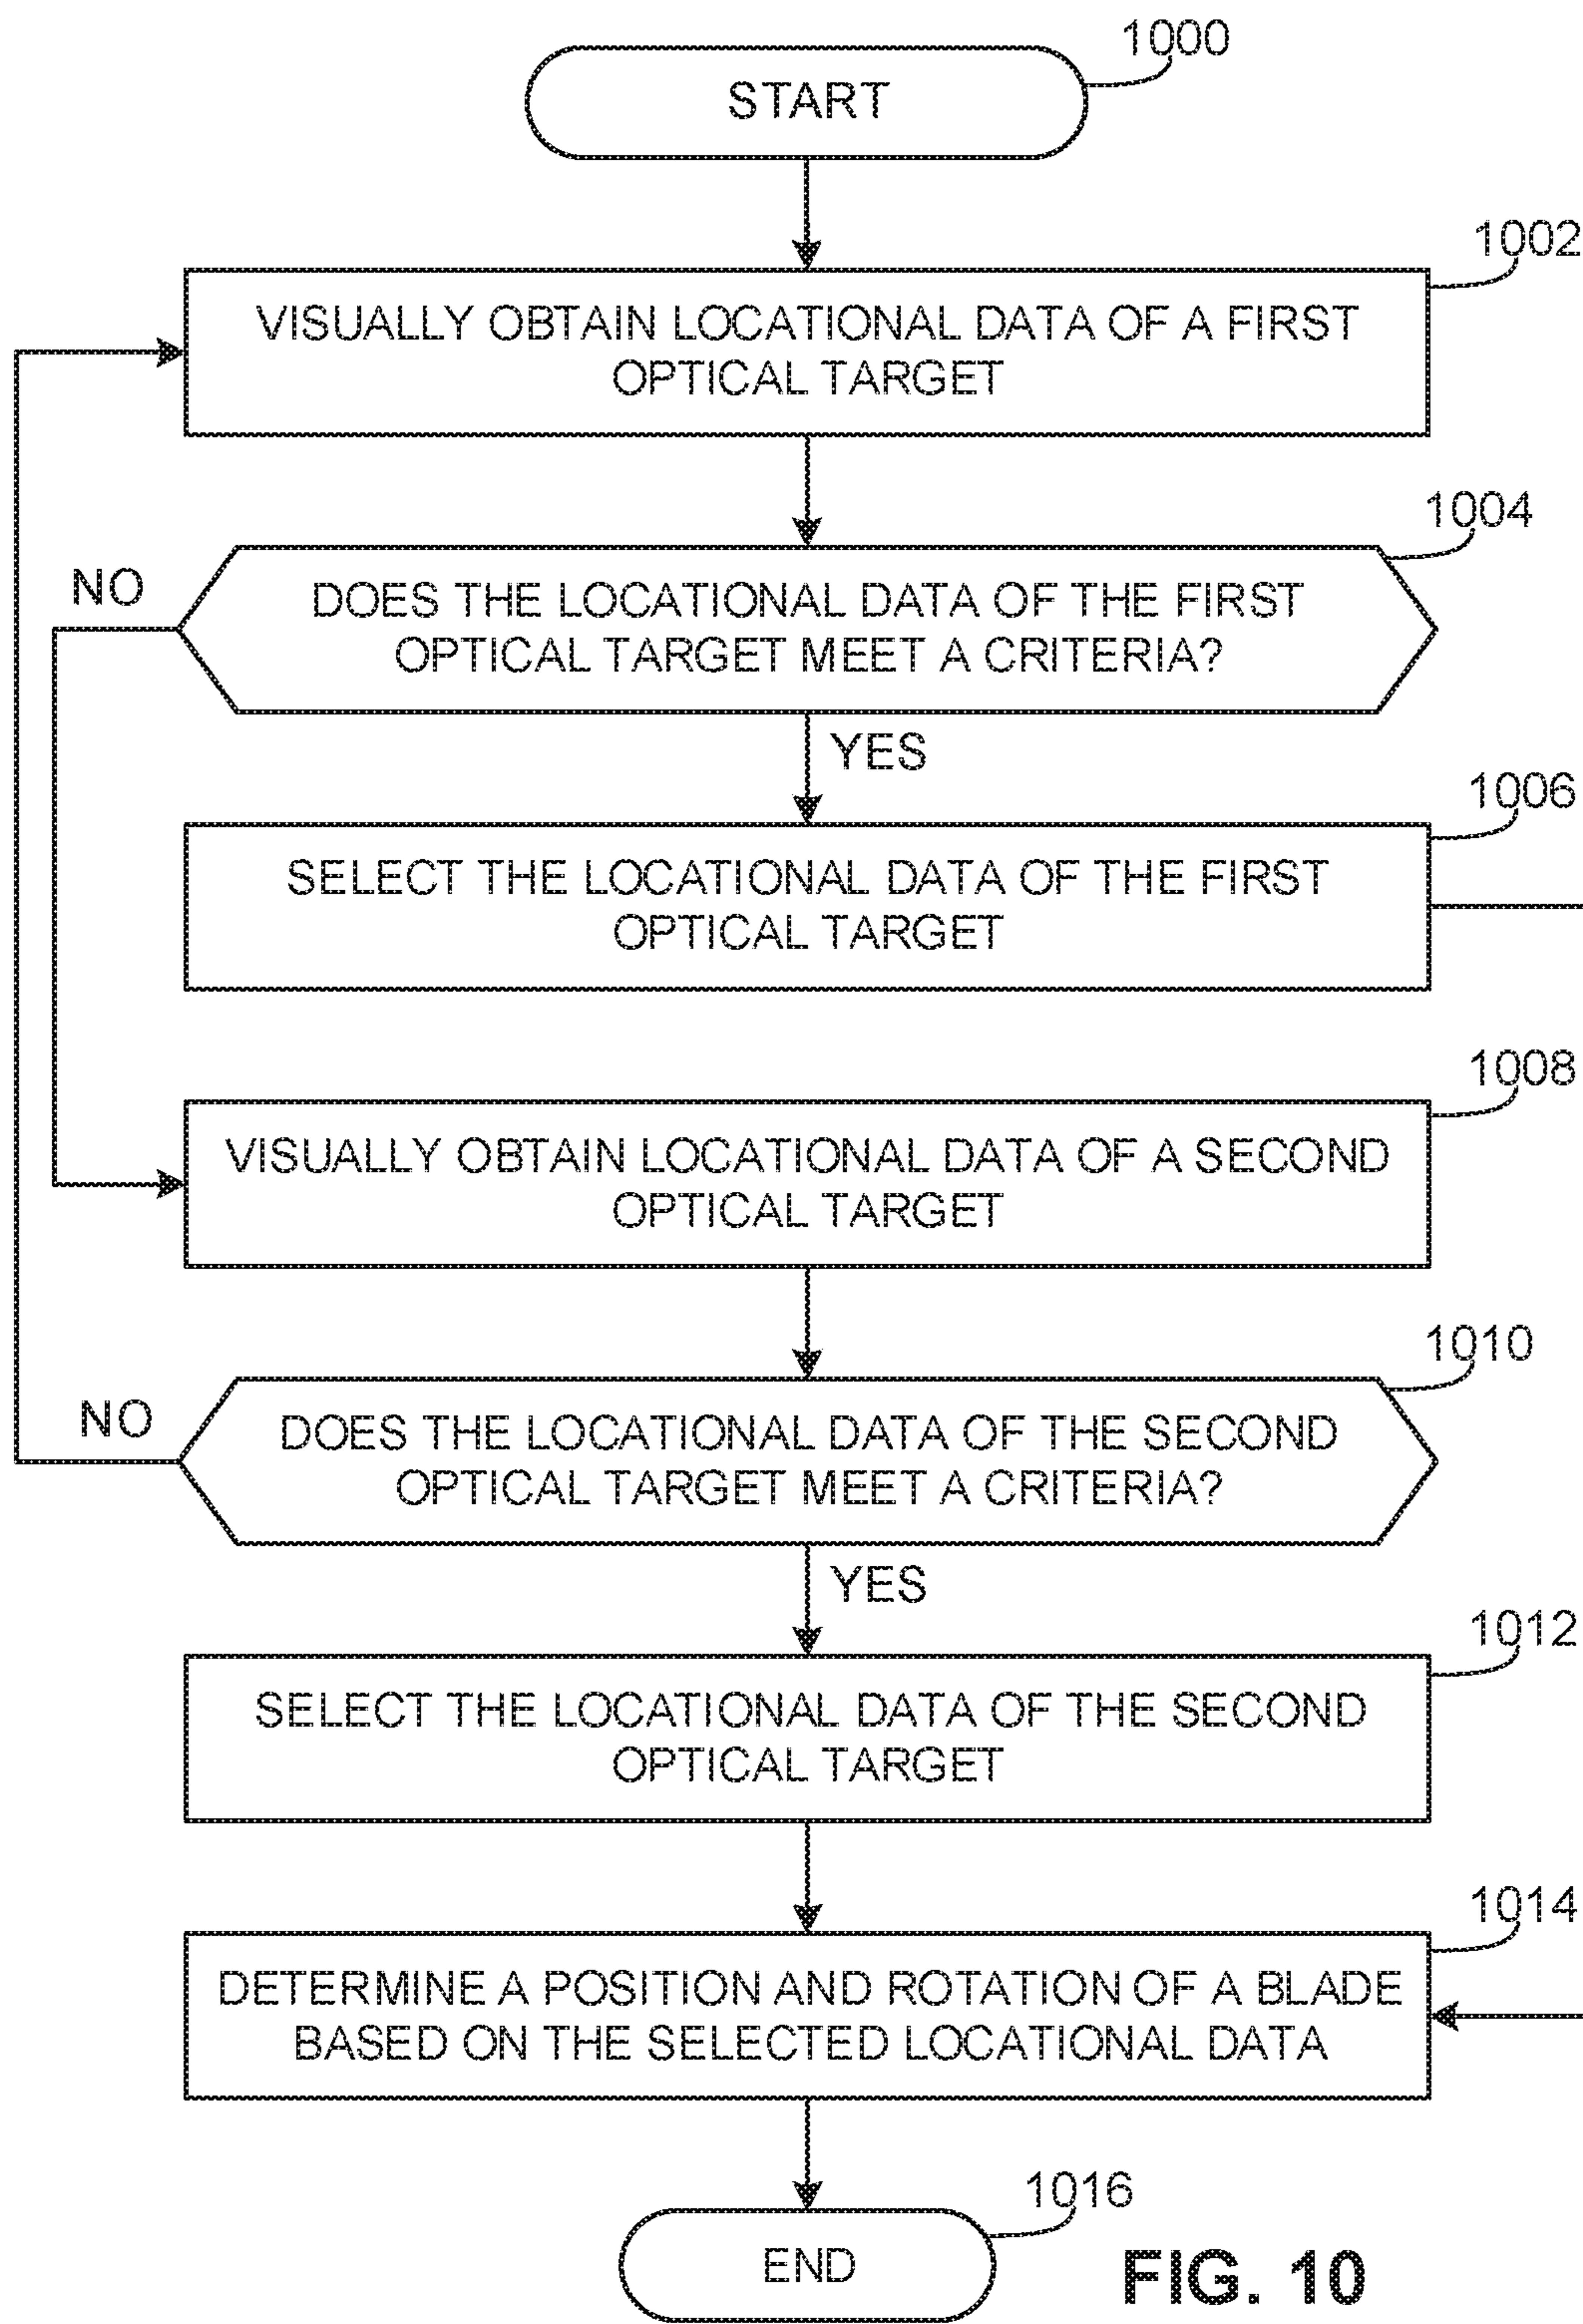 1000
START
1002
VISUALLY OBTAIN LOCATIONAL DATA OF A FIRST
OPTICAL TARGET
1004
NO
DOES THE LOCATIONAL DATA OF THE FIRST
OPTICAL TARGET MEET A CRITERIA?
YES
1006
SELECT THE LOCATIONAL DATA OF THE FIRST
OPTICAL TARGET
1008
VISUALLY OBTAIN LOCATIONAL DATA OF A SECOND
OPTICAL TARGET
1010
NO
DOES THE LOCATIONAL DATA OF THE SECOND
OPTICAL TARGET MEET A CRITERIA?
YES
1012
SELECT THE LOCATIONAL DATA OF THE SECOND
OPTICAL TARGET
1014
DETERMINE A POSITION AND ROTATION OF A BLADE
BASED ON THE SELECTED LOCATIONAL DATA
1016
END
FIG. 10